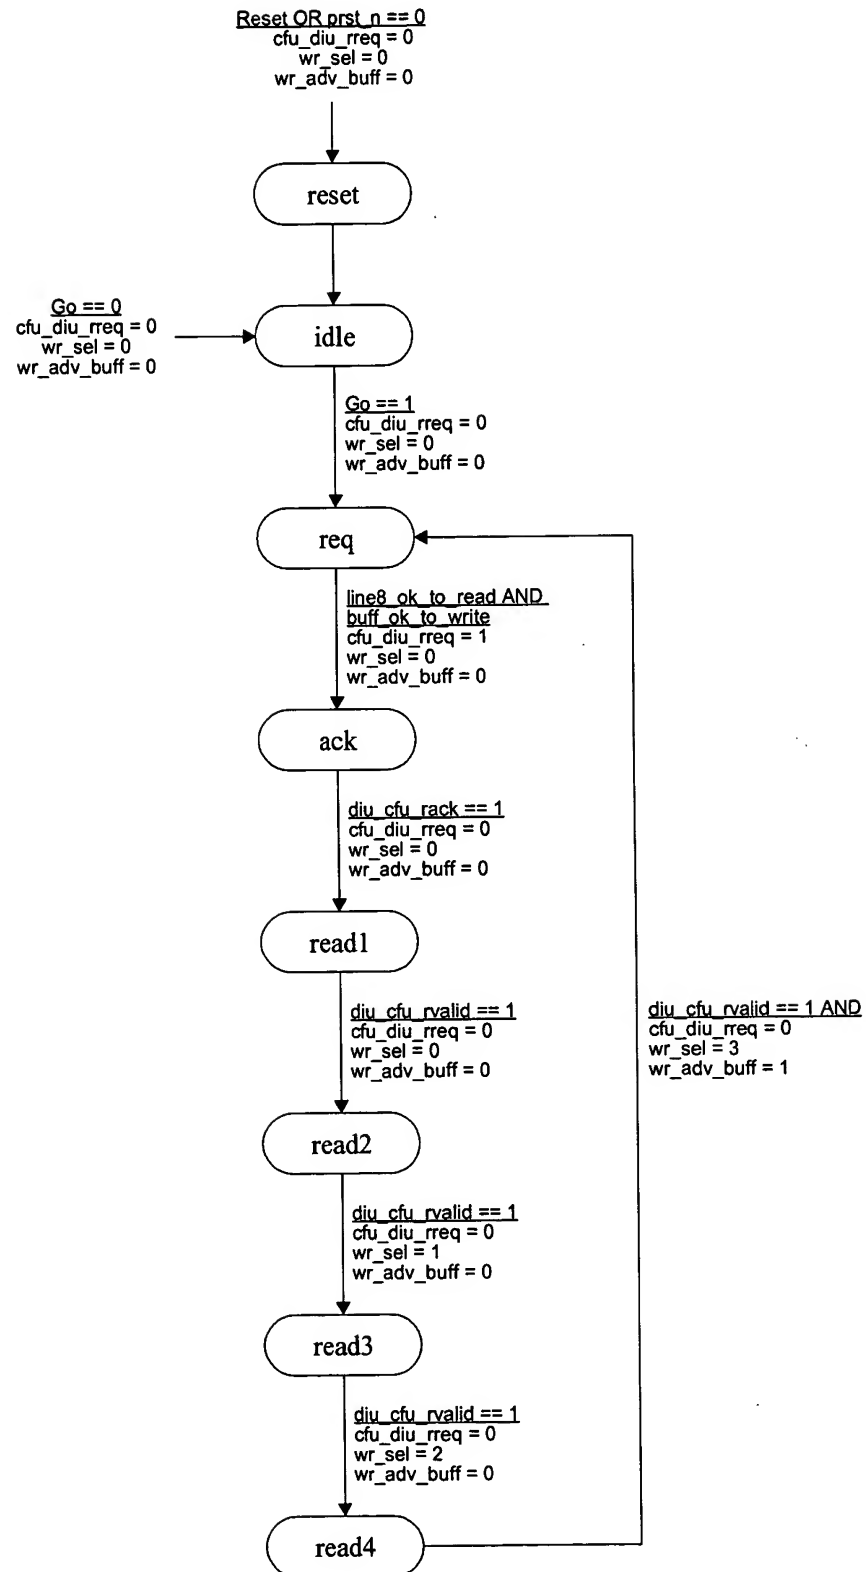 Reset OR prst_n == 0
cfu_diu_rreq = 0
wr_sel = 0
wr_adv_buff = 0
reset
Go == 0
cfu_diu_rreq = 0
wr_sel = 0
wr_adv_buff = 0
idle
Go == 1
cfu_diu_rreq = 0
wr_sel = 0
wr_adv_buff = 0
req
line8_ok_to_read AND
buff_ok_to_write
cfu_diu_rreq = 1
wr_sel = 0
wr_adv_buff = 0
ack
diu_cfu_rack == 1
cfu_diu_rreq = 0
wr_sel = 0
wr_adv_buff = 0
read1
diu_cfu_rvalid == 1
cfu_diu_rreq = 0
wr_sel = 0
wr_adv_buff = 0
diu_cfu_rvalid == 1 AND
cfu_diu_rreq = 0
wr_sel = 3
wr_adv_buff = 1
read2
diu_cfu_rvalid == 1
cfu_diu_rreq = 0
wr_sel = 1
wr_adv_buff = 0
read3
diu_cfu_rvalid == 1
cfu_diu_rreq = 0
wr_sel = 2
wr_adv_buff = 0
read4